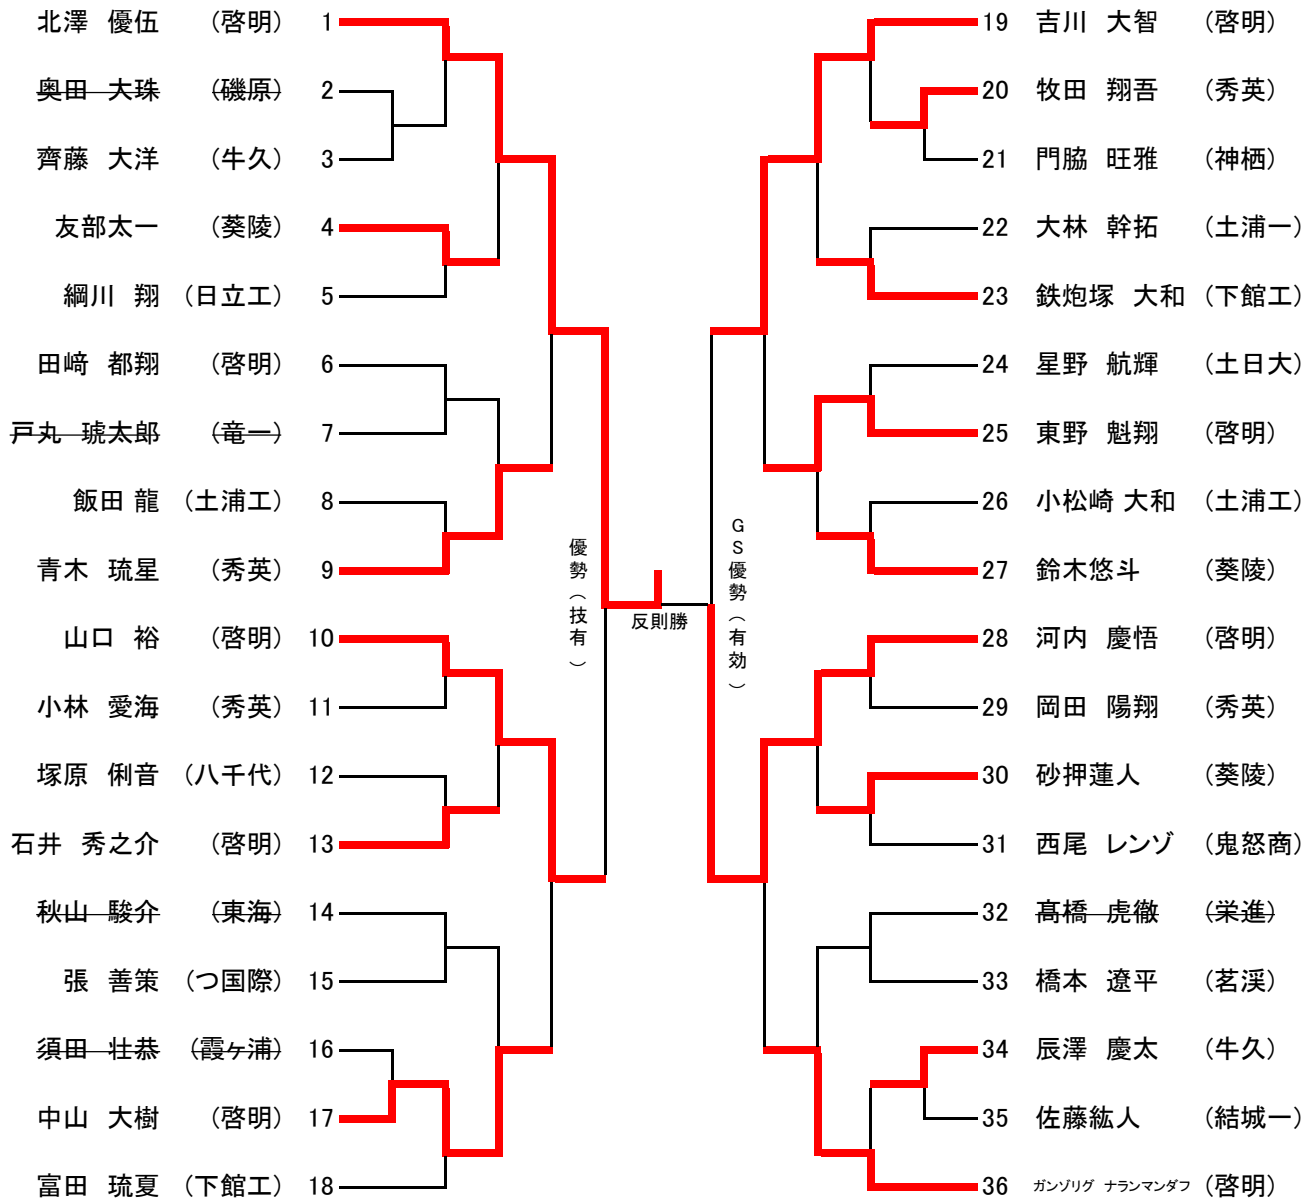 北澤 優伍 (啓明) 1
奥田 大珠 (磯原) 2
齊藤 大洋 (牛久) 3
友部太一 (葵陵) 4
綱川 翔 (日立工) 5
田﨑 都翔 (啓明) 6
戸丸 琥太郎 (竜一) 7
飯田 龍 (土浦工) 8
青木 琉星 (秀英) 9
山口 裕 (啓明) 10
小林 愛海 (秀英) 11
塚原 俐音 (八千代) 12
石井 秀之介 (啓明) 13
秋山 駿介 (東海) 14
張 善策 (つ国際) 15
須田 壮恭 (霞ヶ浦) 16
中山 大樹 (啓明) 17
富田 琉夏 (下館工) 18
優勢(技有)
反則勝
GS優勢(有効)
19 吉川 大智 (啓明)
20 牧田 翔吾 (秀英)
21 門脇 旺雅 (神栖)
22 大林 幹拓 (土浦一)
23 鉄炮塚 大和 (下館工)
24 星野 航輝 (土日大)
25 東野 魁翔 (啓明)
26 小松崎 大和 (土浦工)
27 鈴木悠斗 (葵陵)
28 河内 慶悟 (啓明)
29 岡田 陽翔 (秀英)
30 砂押蓮人 (葵陵)
31 西尾 レンゾ (鬼怒商)
32 髙橋 虎徹 (栄進)
33 橋本 遼平 (茗溪)
34 辰澤 慶太 (牛久)
35 佐藤紘人 (結城一)
36 ガンゾリグ ナランマンダフ (啓明)